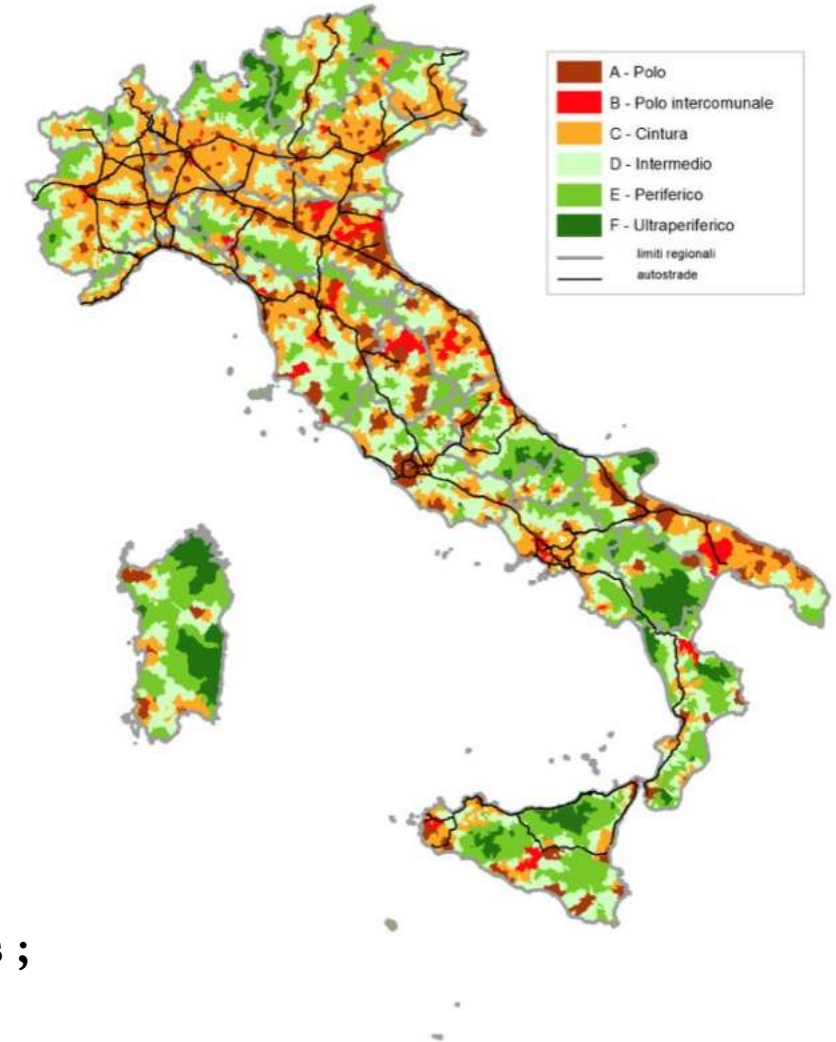 A - Polo
B - Polo intercomunale
C - Cintura
D - Intermedio
E - Periferico
F - Ultraperiferico
limiti regionali
autostrade
;